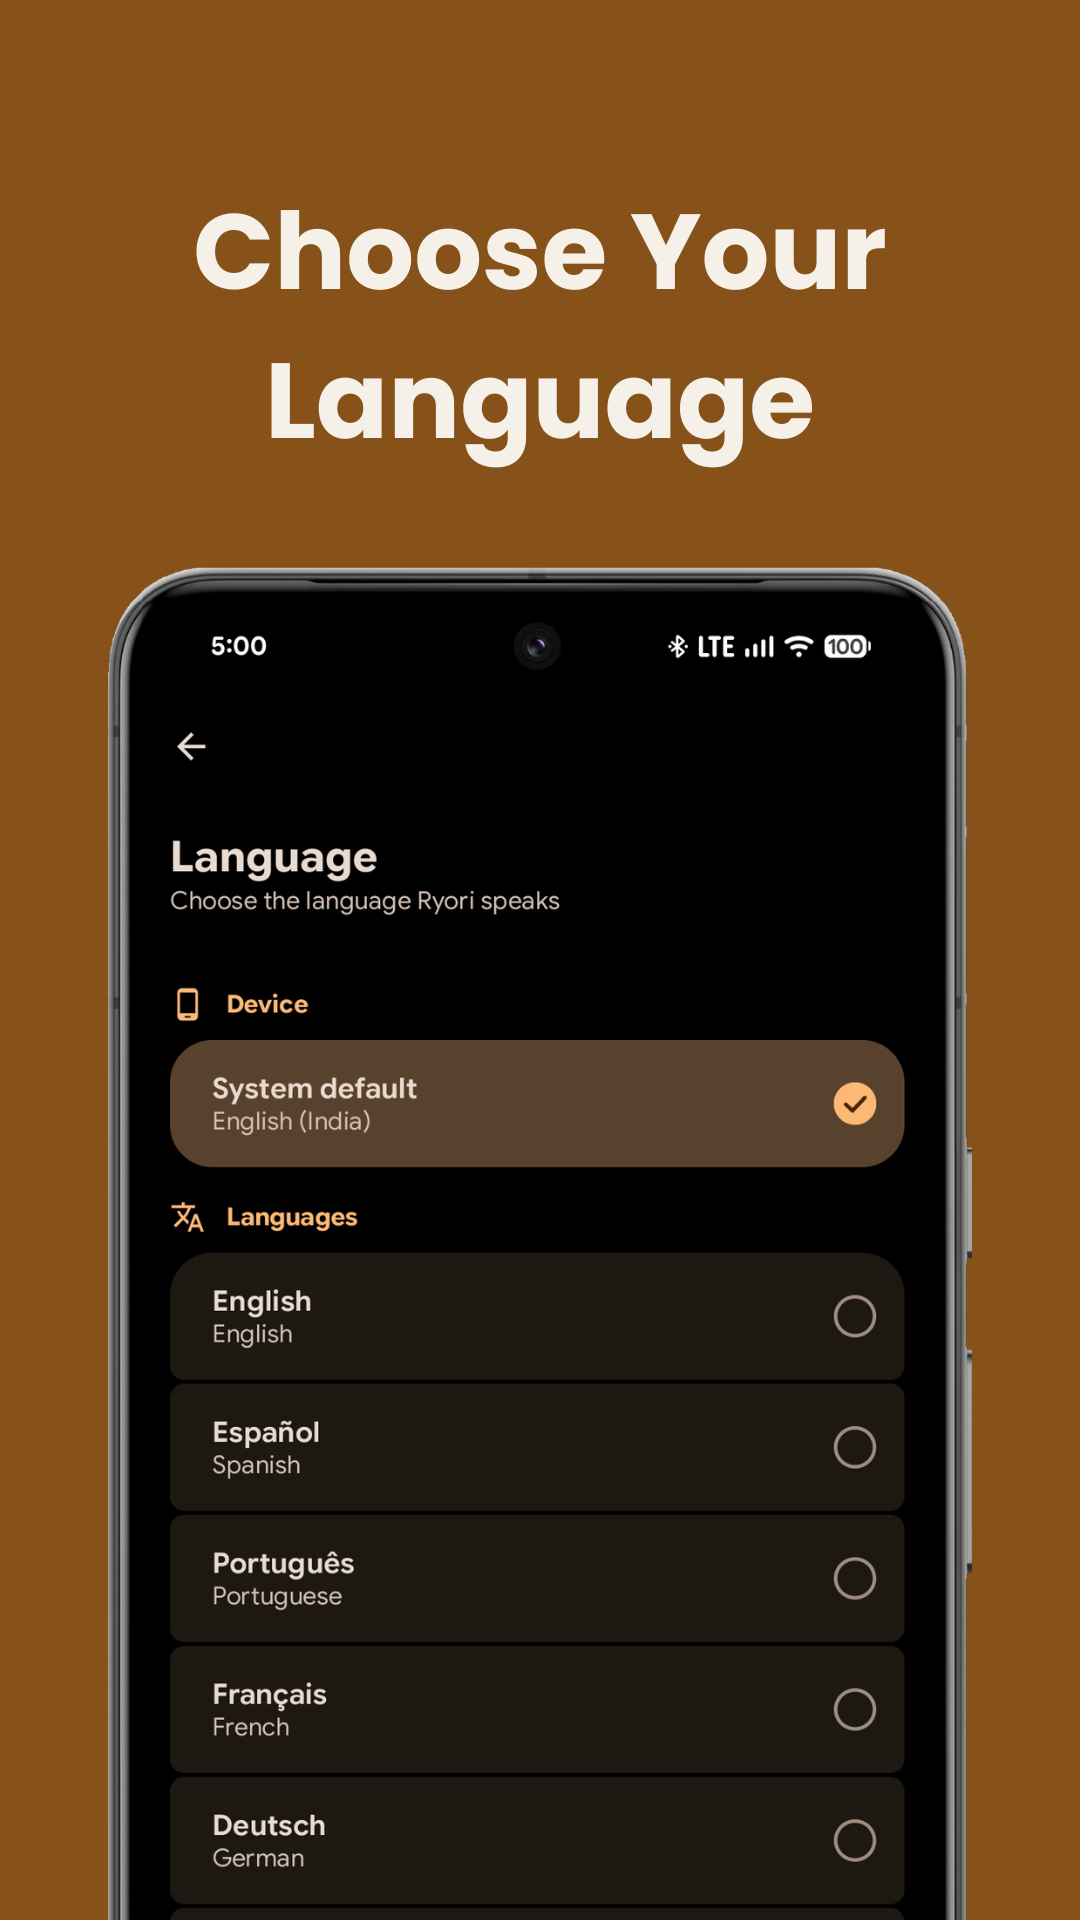 Choose Your
Language
5:00
LTE
100
Language
Choose the language Ryori speaks
Device
System default
English (India)
Languages
English
English
Español
Spanish
Português
Portuguese
Français
French
Deutsch
German